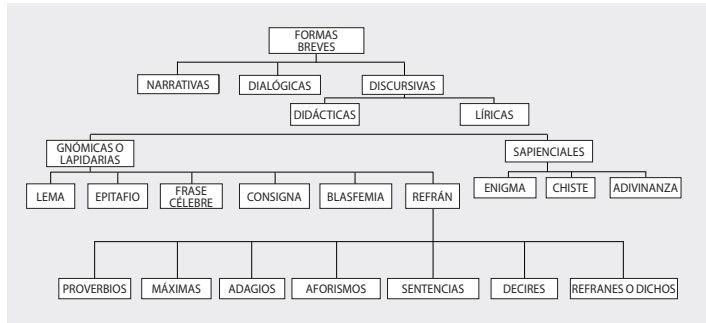 FORMAS
BREVES
NARRATIVAS
DIALÓGICAS
DISCURSIVAS
DIDÁCTICAS
LÍRICAS
GNÓMICAS O
LAPIDARIAS
SAPIENCIALES
LEMA
EPITAFIO
FRASE
CÉLEBRE
CONSIGNA
BLASFEMIA
REFRÁN
ENIGMA
CHISTE
ADIVINANZA
PROVERBIOS
MÁXIMAS
ADAGIOS
AFORISMOS
SENTENCIAS
DECIRES
REFRANES O DICHOS